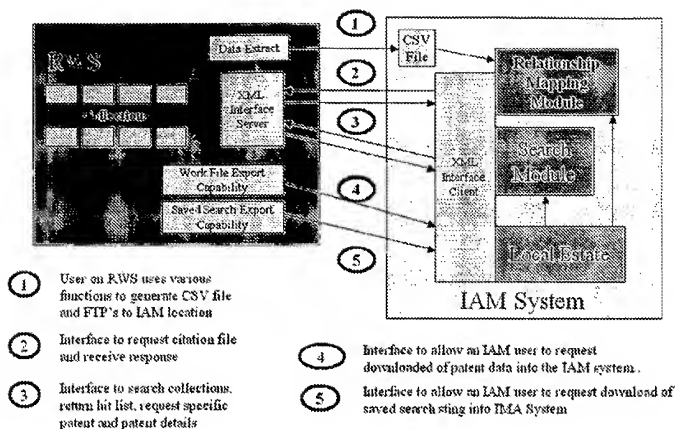 1
CSV
File
Data Extract
RWS
Relationship
Mapping
Module
2
XML
Interface
Server
Collection
3
Search
Module
XML
Interface
Client
Work File Export
Capability
4
Saved Search Export
Capability
Local Estate
5
IAM System
1 User on RWS uses various
functions to generate CSV file
and FTP's to IAM location
2 Interface to request citation file
and receive response
3 Interface to search collections,
return hit list, request specific
patent and patent details
4 Interface to allow an IAM user to request
downloaded of patent data into the IAM system.
5 Interface to allow an IAM user to request download of
saved search sting into IMA System